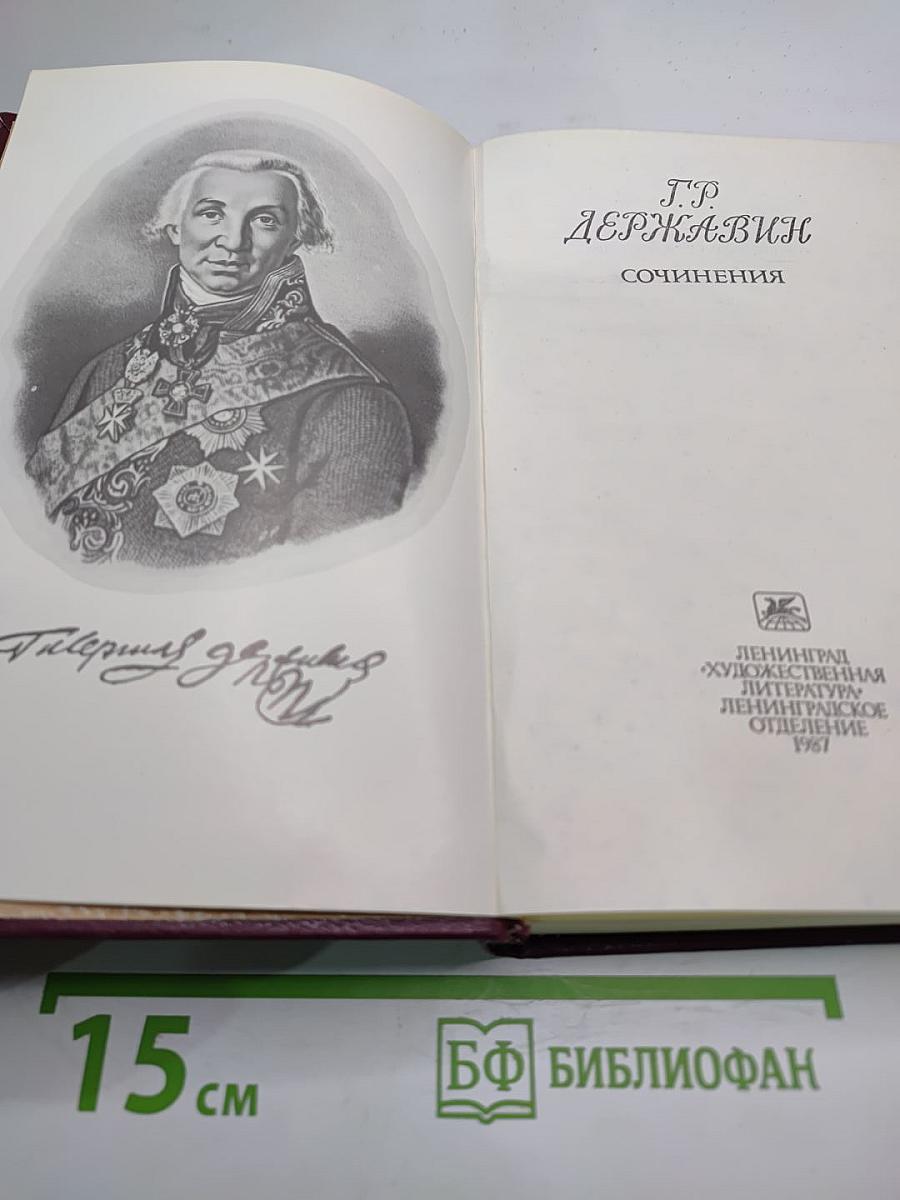 Г.Р.
ДЕРЖАВИН
СОЧИНЕНИЯ
ЛЕНИНГРАД
«ХУДОЖЕСТВЕННАЯ
ЛИТЕРАТУРА»
ЛЕНИНГРАДСКОЕ
ОТДЕЛЕНИЕ
1987
15 см
БФ БИБЛИОФАН